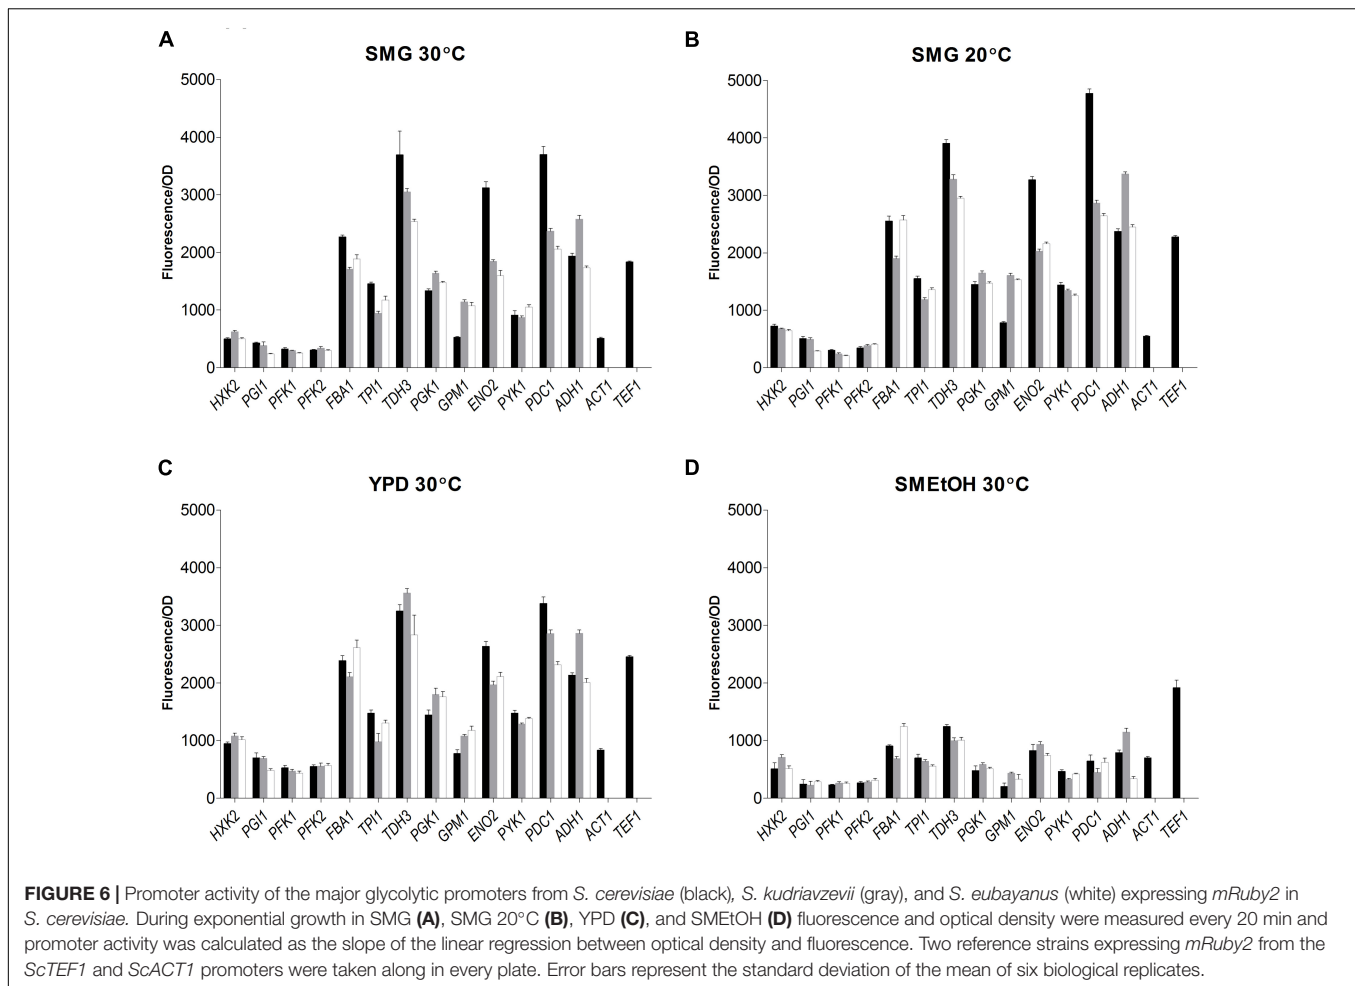 A
SMG 30°C
Fluorescence/OD
5000
4000
3000
2000
1000
0
HXK2
PGI1
PFK1
PFK2
FBA1
TPI1
TDH3
PGK1
GPM1
ENO2
PYK1
PDC1
ADH1
ACT1
TEF1
B
SMG 20°C
Fluorescence/OD
5000
4000
3000
2000
1000
0
HXK2
PGI1
PFK1
PFK2
FBA1
TPI1
TDH3
PGK1
GPM1
ENO2
PYK1
PDC1
ADH1
ACT1
TEF1
C
YPD 30°C
Fluorescence/OD
5000
4000
3000
2000
1000
0
HXK2
PGI1
PFK1
PFK2
FBA1
TPI1
TDH3
PGK1
GPM1
ENO2
PYK1
PDC1
ADH1
ACT1
TEF1
D
SMEtOH 30°C
Fluorescence/OD
5000
4000
3000
2000
1000
0
HXK2
PGI1
PFK1
PFK2
FBA1
TPI1
TDH3
PGK1
GPM1
ENO2
PYK1
PDC1
ADH1
ACT1
TEF1
FIGURE 6 | Promoter activity of the major glycolytic promoters from S. cerevisiae (black), S. kudriavzevii (gray), and S. eubayanus (white) expressing mRuby2 in
S. cerevisiae. During exponential growth in SMG (A), SMG 20°C (B), YPD (C), and SMEtOH (D) fluorescence and optical density were measured every 20 min and
promoter activity was calculated as the slope of the linear regression between optical density and fluorescence. Two reference strains expressing mRuby2 from the
ScTEF1 and ScACT1 promoters were taken along in every plate. Error bars represent the standard deviation of the mean of six biological replicates.